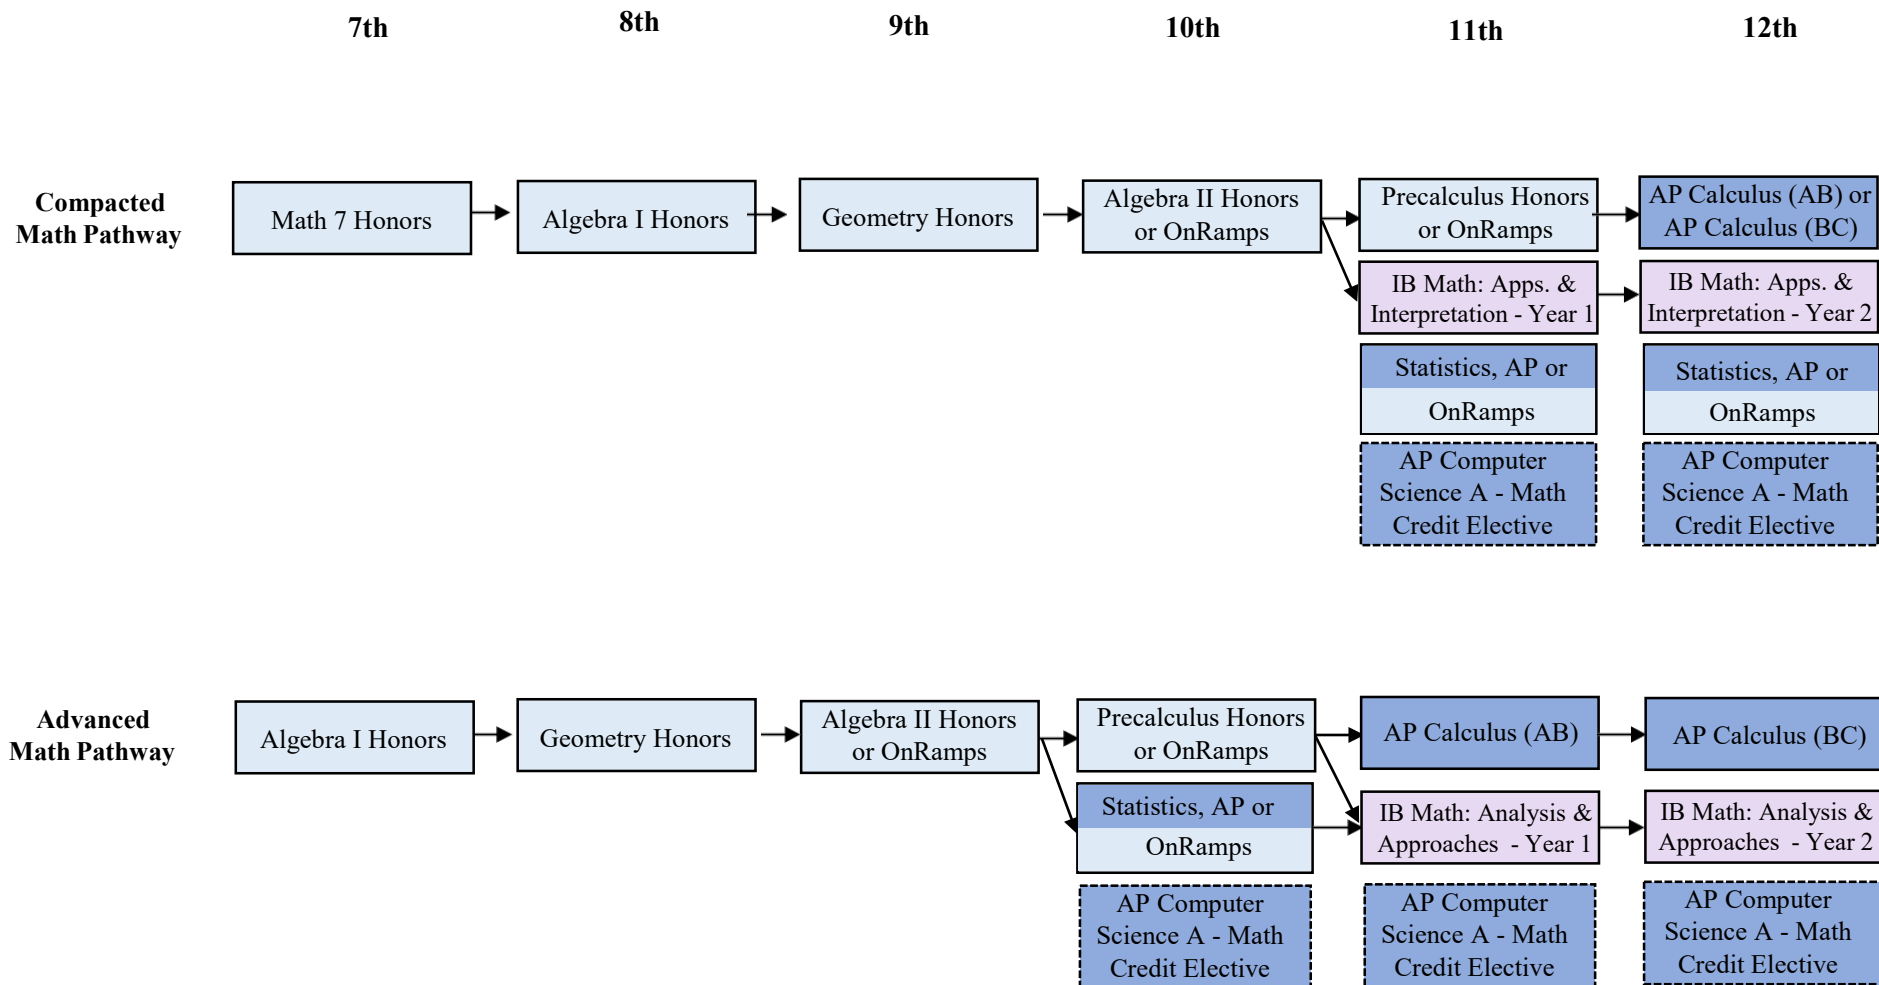 7th
8th
9th
10th
11th
12th
Compacted
Math Pathway
Math 7 Honors
Algebra I Honors
Geometry Honors
Algebra II Honors
or OnRamps
Precalculus Honors
or OnRamps
AP Calculus (AB) or
AP Calculus (BC)
IB Math: Apps. &
Interpretation - Year 1
IB Math: Apps. &
Interpretation - Year 2
Statistics, AP or
OnRamps
Statistics, AP or
OnRamps
AP Computer
Science A - Math
Credit Elective
AP Computer
Science A - Math
Credit Elective
Advanced
Math Pathway
Algebra I Honors
Geometry Honors
Algebra II Honors
or OnRamps
Precalculus Honors
or OnRamps
AP Calculus (AB)
AP Calculus (BC)
Statistics, AP or
OnRamps
IB Math: Analysis &
Approaches - Year 1
IB Math: Analysis &
Approaches - Year 2
AP Computer
Science A - Math
Credit Elective
AP Computer
Science A - Math
Credit Elective
AP Computer
Science A - Math
Credit Elective